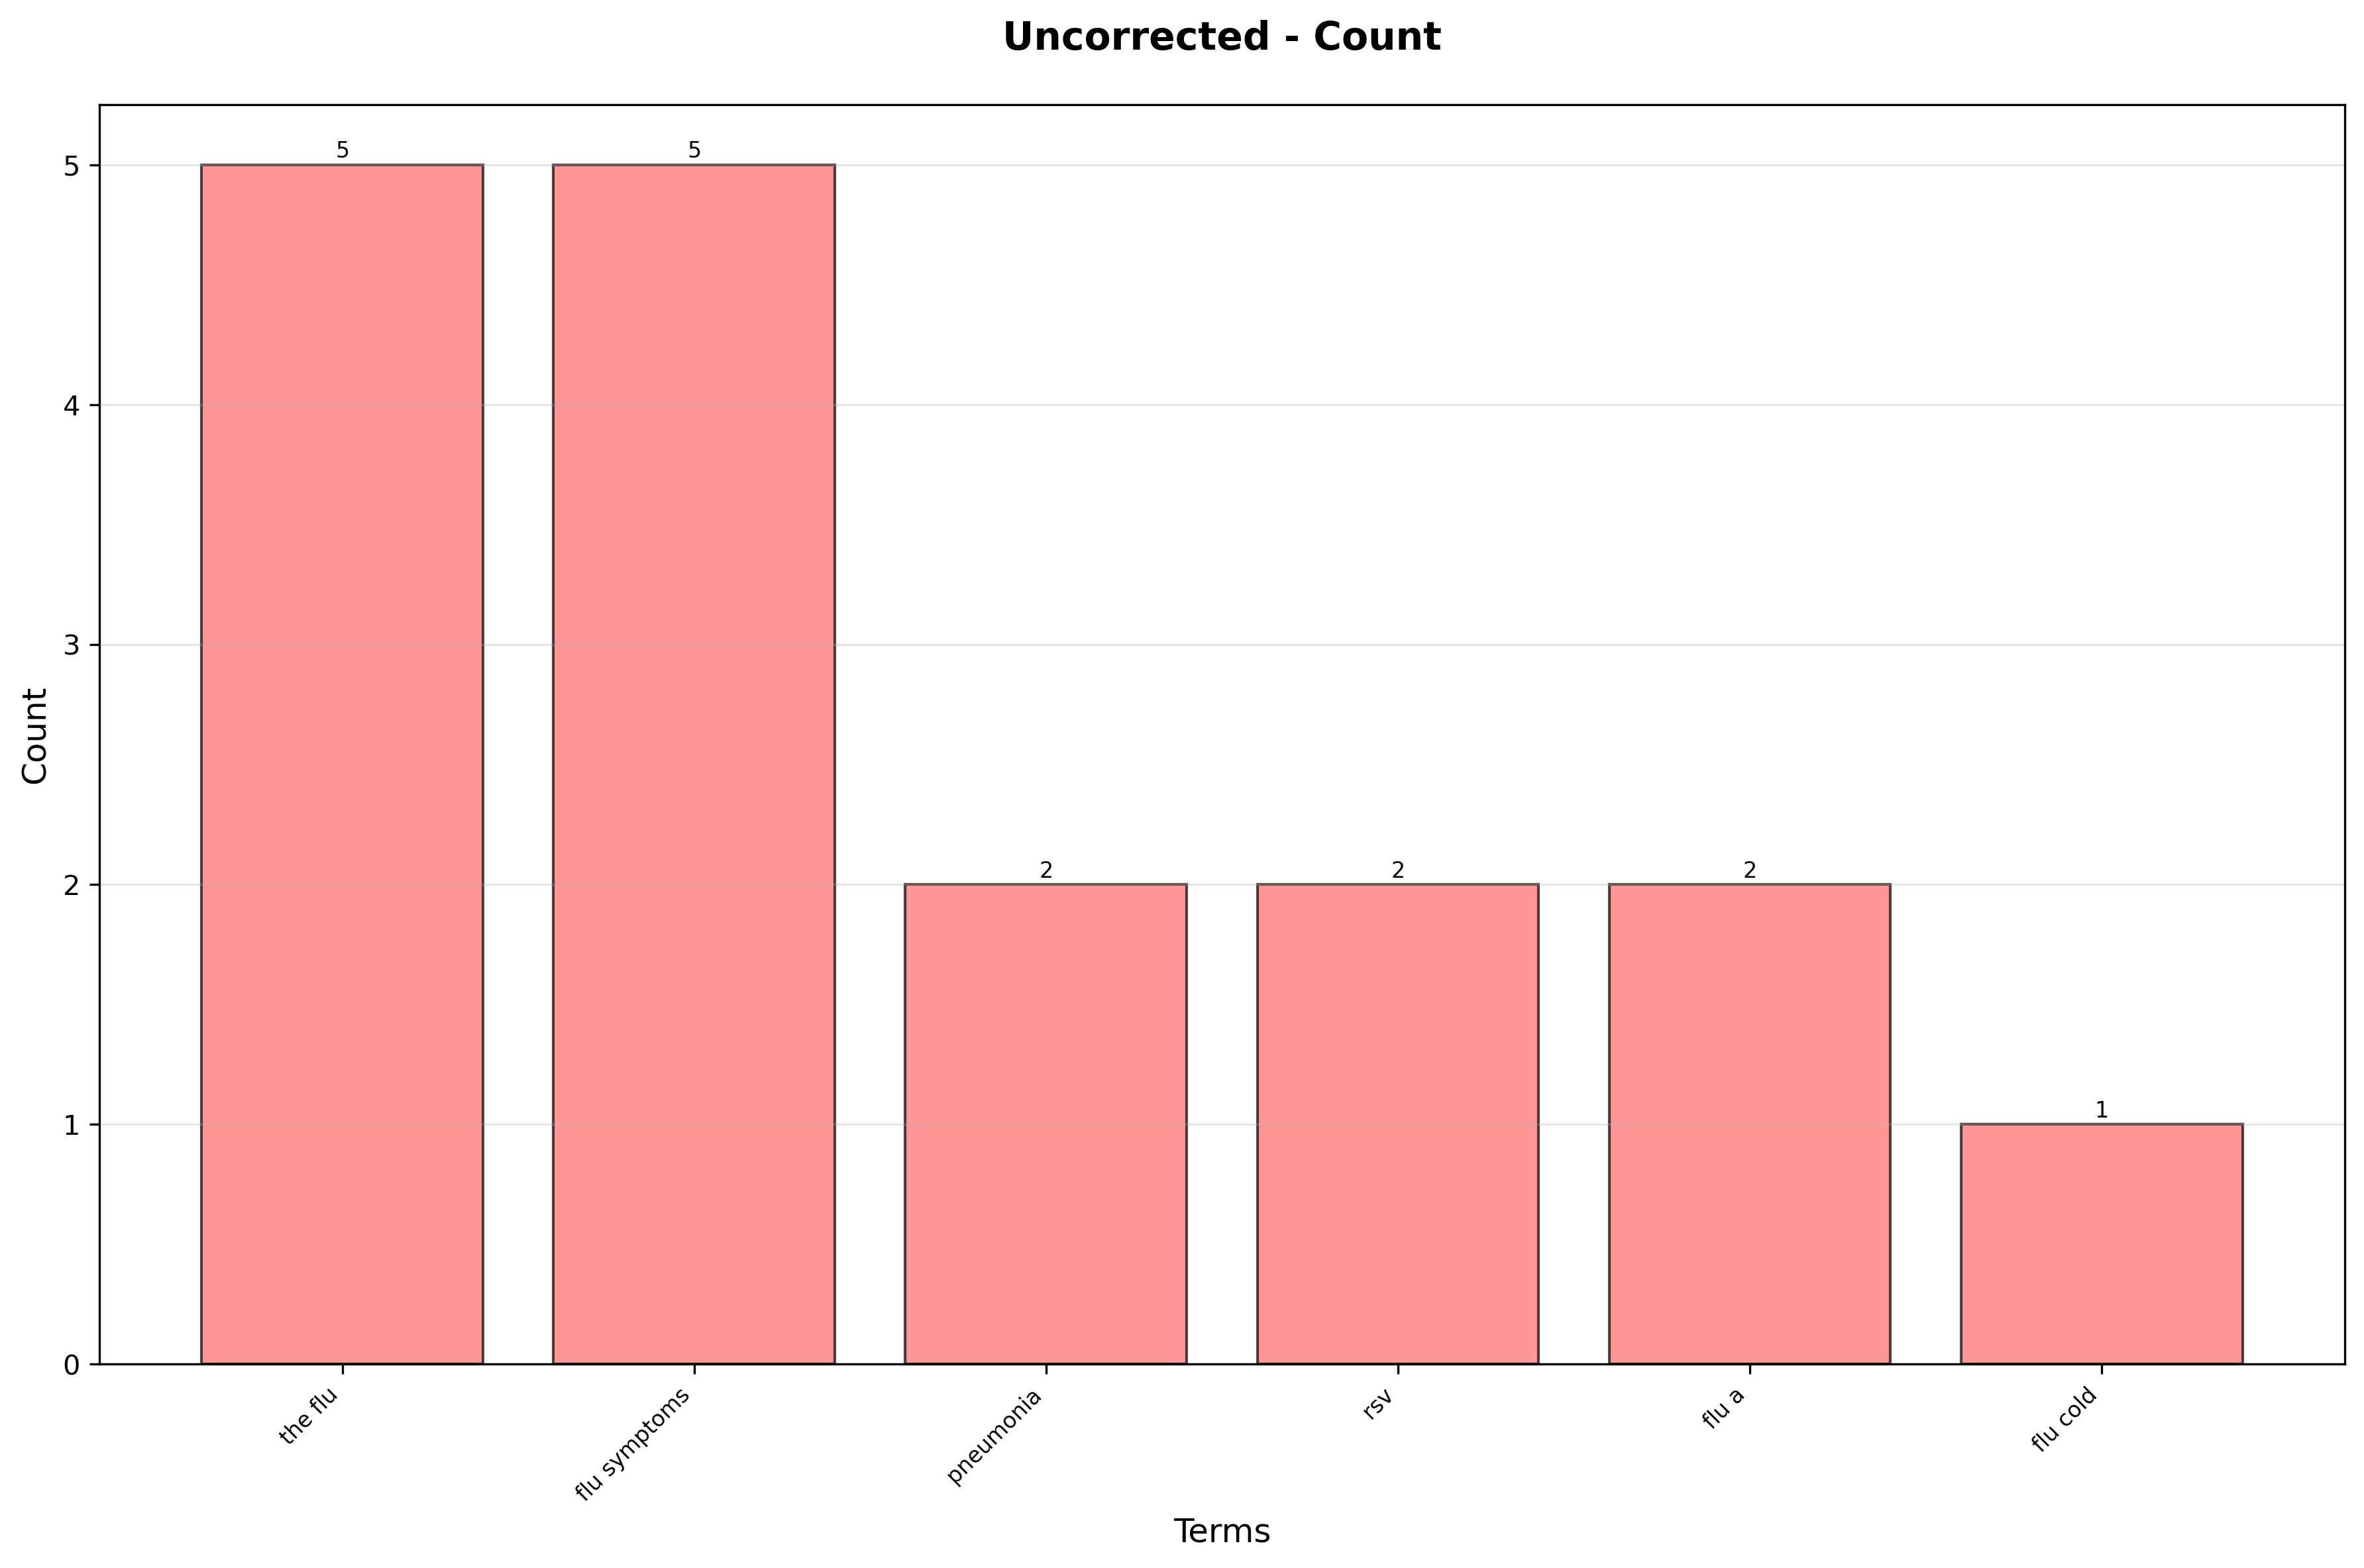 Uncorrected - Count
5
5
5
4
3
2
2
2
2
1
1
0
Count
the flu
flu symptoms
pneumonia
rsv
flu a
flu cold
Terms